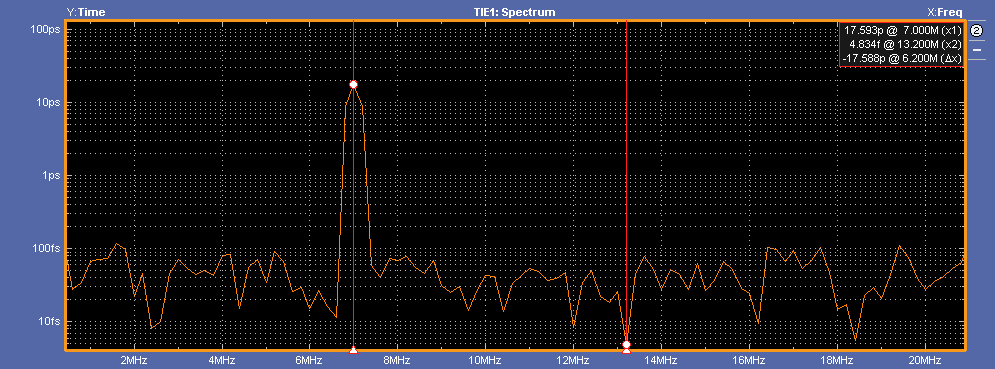 Y:Time TIE1: Spectrum X:Freq
100ps
17.593p @ 7.000M (x1) 2
4.834f @ 13.200M (x2)
-17.588p @ 6.200M (Δx)
10ps
1ps
100fs
10fs
2MHz 4MHz 6MHz 8MHz 10MHz 12MHz 14MHz 16MHz 18MHz 20MHz